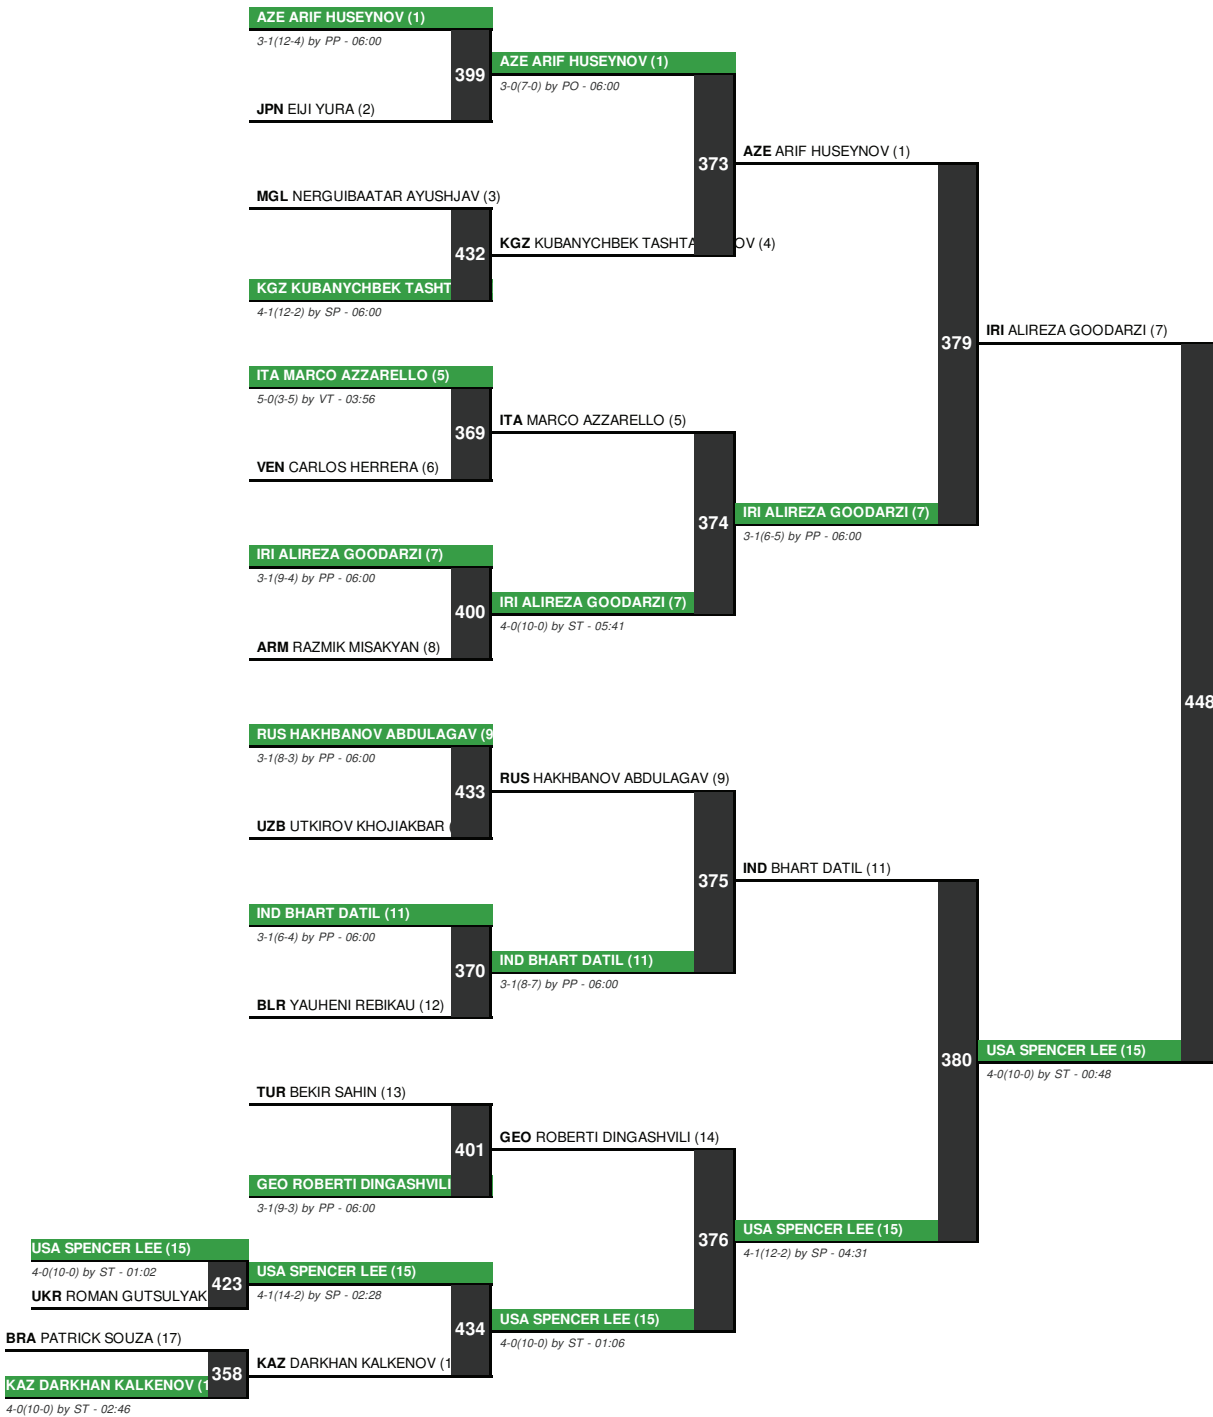 AZE ARIF HUSEYNOV (1)
3-1(12-4) by PP - 06:00
399
JPN EIJI YURA (2)
AZE ARIF HUSEYNOV (1)
3-0(7-0) by PO - 06:00
373
MGL NERGUIBAATAR AYUSHJAV (3)
432
KGZ KUBANYCHBEK TASHT
4-1(12-2) by SP - 06:00
KGZ KUBANYCHBEK TASHTA OV (4)
AZE ARIF HUSEYNOV (1)
379
ITA MARCO AZZARELLO (5)
5-0(3-5) by VT - 03:56
369
VEN CARLOS HERRERA (6)
ITA MARCO AZZARELLO (5)
374
IRI ALIREZA GOODARZI (7)
3-1(9-4) by PP - 06:00
400
ARM RAZMIK MISAKYAN (8)
IRI ALIREZA GOODARZI (7)
4-0(10-0) by ST - 05:41
IRI ALIREZA GOODARZI (7)
3-1(6-5) by PP - 06:00
IRI ALIREZA GOODARZI (7)
448
RUS HAKHBANOV ABDULAGAV (9
3-1(8-3) by PP - 06:00
433
UZB UTKIROV KHOJIAKBAR (
RUS HAKHBANOV ABDULAGAV (9)
375
IND BHART DATIL (11)
3-1(6-4) by PP - 06:00
370
BLR YAUHENI REBIKAU (12)
IND BHART DATIL (11)
3-1(8-7) by PP - 06:00
IND BHART DATIL (11)
380
TUR BEKIR SAHIN (13)
401
GEO ROBERTI DINGASHVILI
3-1(9-3) by PP - 06:00
GEO ROBERTI DINGASHVILI (14)
376
USA SPENCER LEE (15)
4-0(10-0) by ST - 01:02
423
UKR ROMAN GUTSULYAK
USA SPENCER LEE (15)
4-1(14-2) by SP - 02:28
434
BRA PATRICK SOUZA (17)
358
KAZ DARKHAN KALKENOV (1
4-0(10-0) by ST - 02:46
KAZ DARKHAN KALKENOV (1
USA SPENCER LEE (15)
4-0(10-0) by ST - 01:06
USA SPENCER LEE (15)
4-1(12-2) by SP - 04:31
USA SPENCER LEE (15)
4-0(10-0) by ST - 00:48